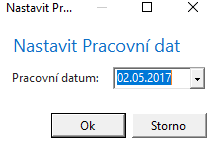 Nastavit Pr...
Nastavit Pracovní dat
Pracovní datum: 02.05.2017
Ok Storno